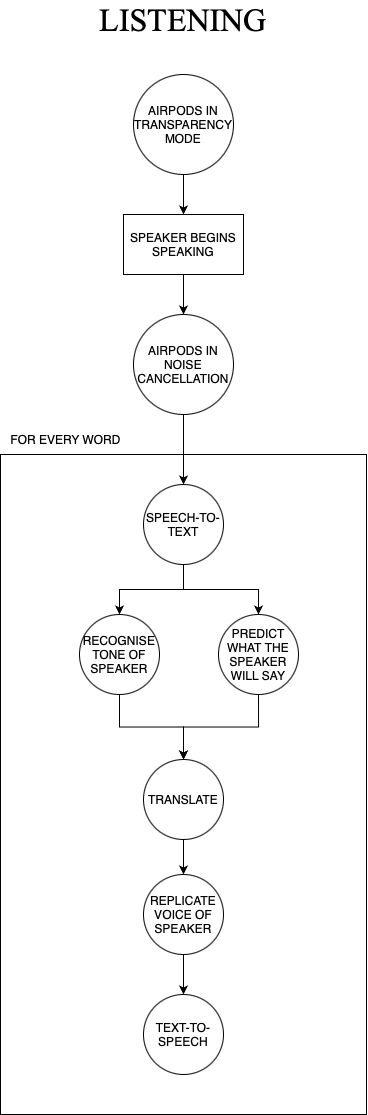 LISTENING
AIRPODS IN
TRANSPARENCY
MODE
SPEAKER BEGINS
SPEAKING
AIRPODS IN
NOISE
CANCELLATION
FOR EVERY WORD
SPEECH-TO-
TEXT
RECOGNISE
TONE OF
SPEAKER
PREDICT
WHAT THE
SPEAKER
WILL SAY
TRANSLATE
REPLICATE
VOICE OF
SPEAKER
TEXT-TO-
SPEECH